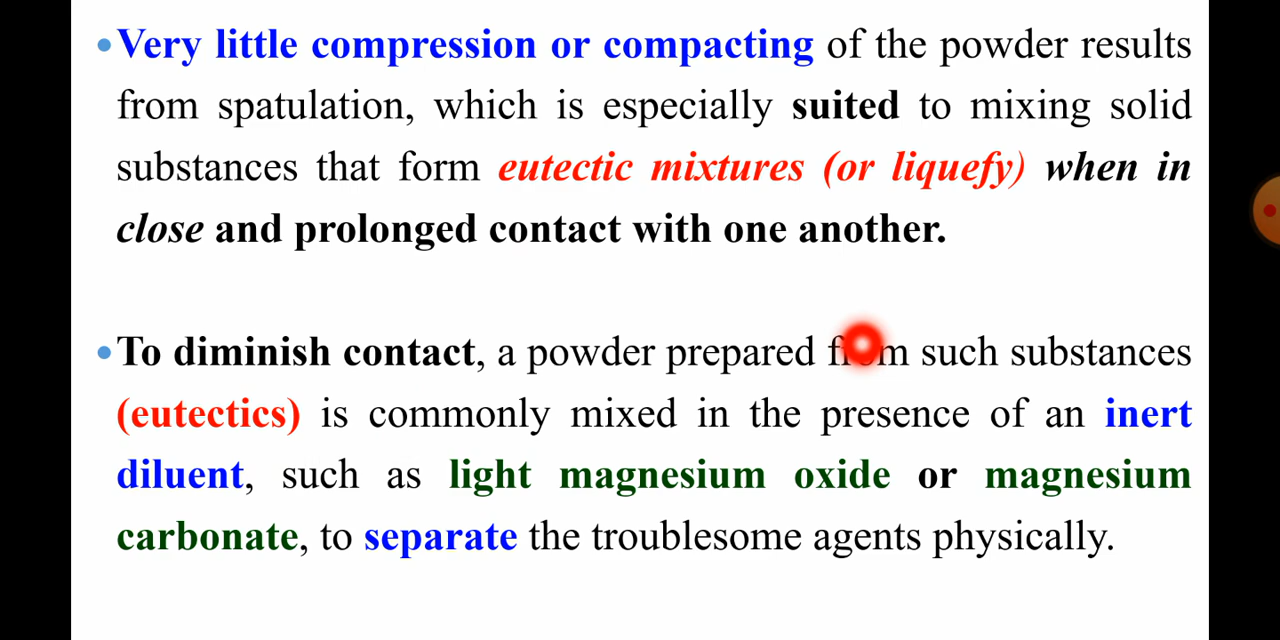 •Very little compression or compacting of the powder results
from spatulation, which is especially suited to mixing solid
substances that form eutectic mixtures (or liquefy) when in
close and prolonged contact with one another.
•To diminish contact, a powder prepared from such substances
(eutectics) is commonly mixed in the presence of an inert
diluent, such as light magnesium oxide or magnesium
carbonate, to separate the troublesome agents physically.